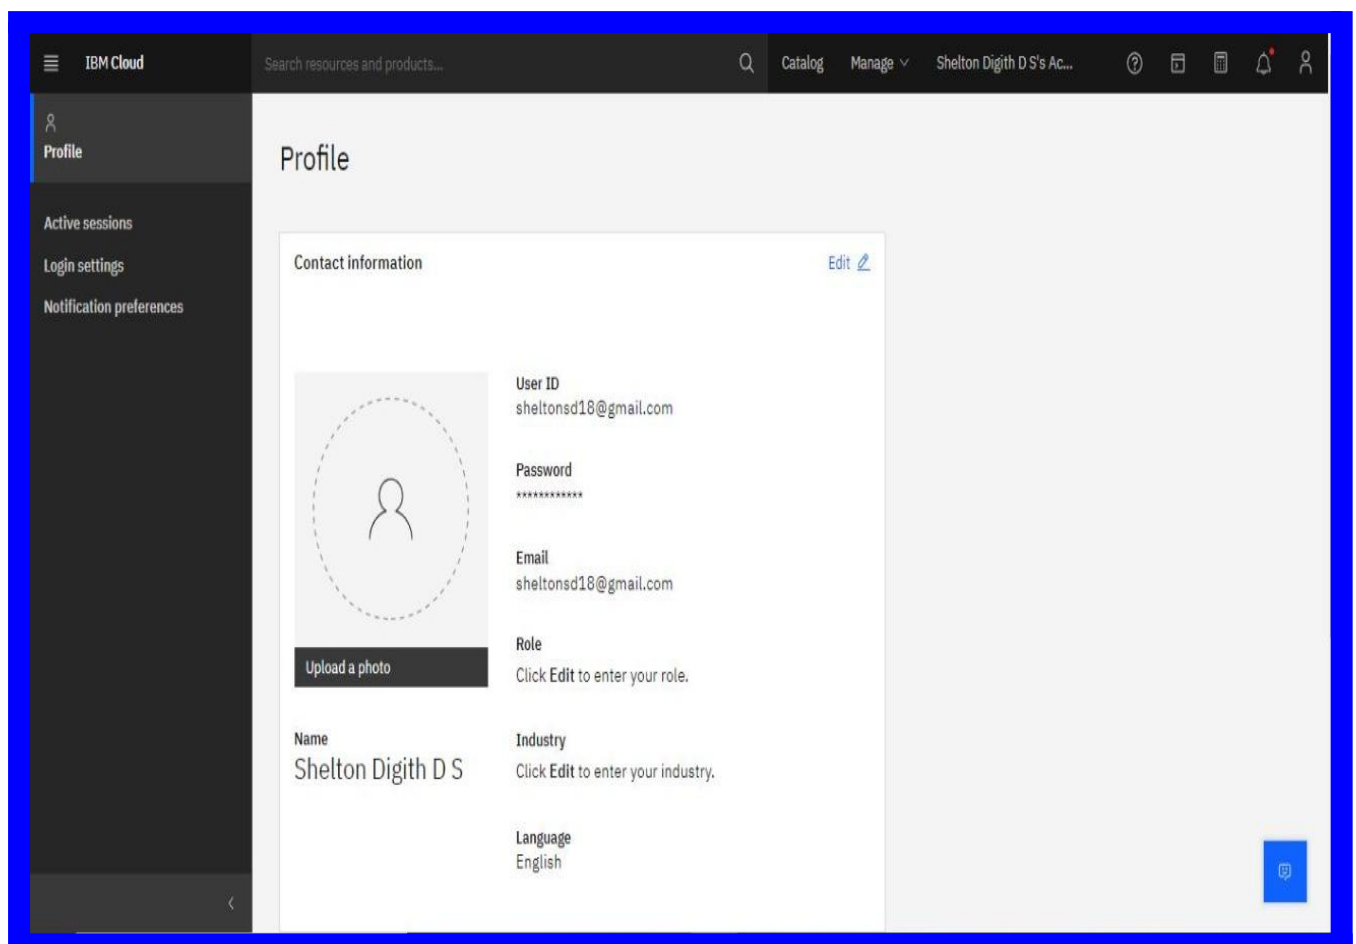 IBM Cloud
Search resources and products...
Catalog
Manage
Shelton Digith D S's Ac...
Profile
Active sessions
Login settings
Notification preferences
Profile
Contact information
Edit
Upload a photo
Name
Shelton Digith D S
User ID
sheltonsd18@gmail.com
Password
************
Email
sheltonsd18@gmail.com
Role
Click Edit to enter your role.
Industry
Click Edit to enter your industry.
Language
English